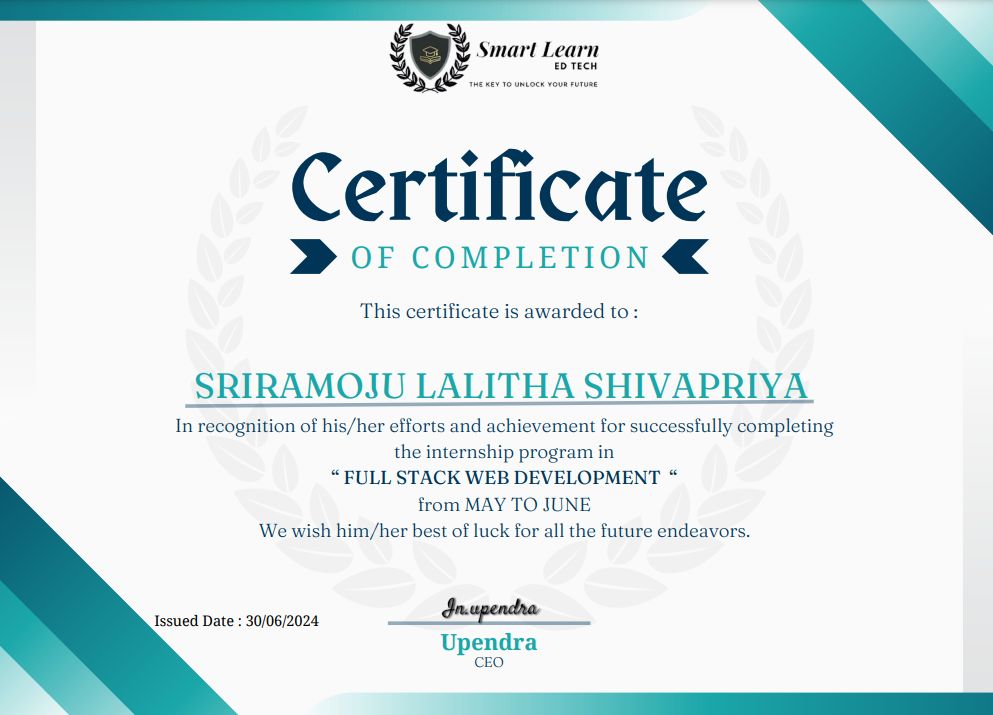 Smart Learn
ED TECH
THE KEY TO UNLOCK YOUR FUTURE
Certificate
OF COMPLETION
This certificate is awarded to :
SRIRAMOJU LALITHA SHIVAPRIYA
In recognition of his/her efforts and achievement for successfully completing
the internship program in
“ FULL STACK WEB DEVELOPMENT “
from MAY TO JUNE
We wish him/her best of luck for all the future endeavors.
Issued Date : 30/06/2024
Jn.upendra
Upendra
CEO